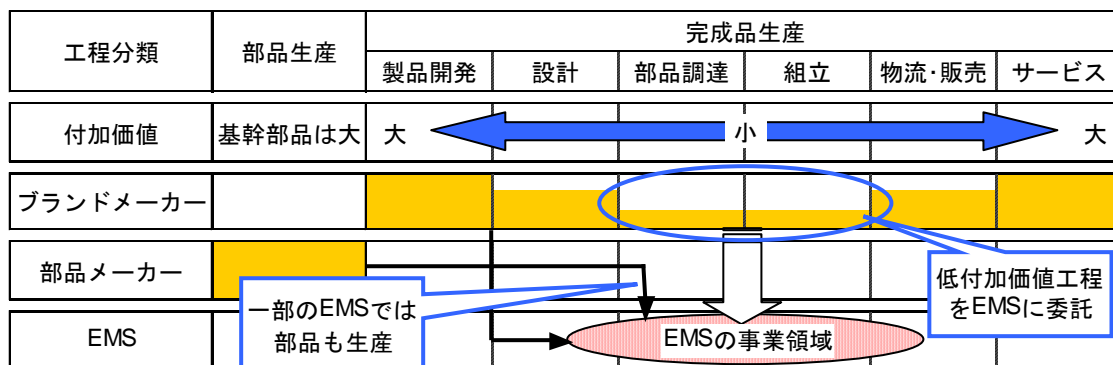 工程分類
部品生産
完成品生産
製品開発
設計
部品調達
組立
物流・販売
サービス
付加価値
基幹部品は大
大
小
大
ブランドメーカー
部品メーカー
一部のEMSでは
部品も生産
低付加価値工程
をEMSに委託
EMS
EMSの事業領域